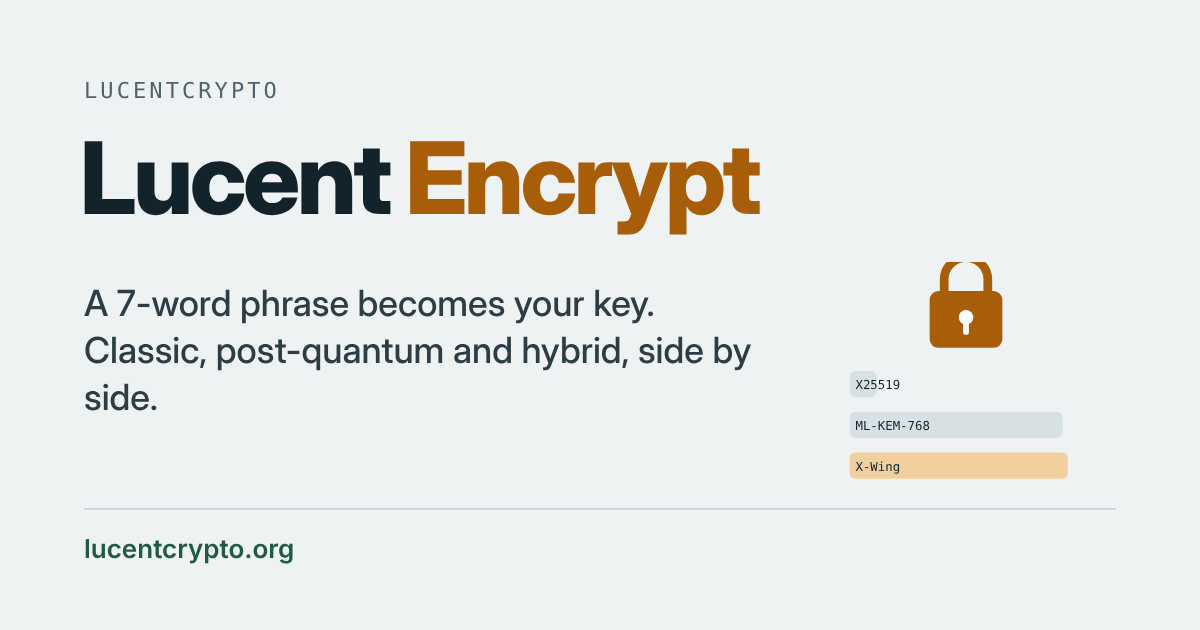 LUCENTCRYPTO
Lucent Encrypt
A 7-word phrase becomes your key.
Classic, post-quantum and hybrid, side by
side.
X25519
ML-KEM-768
X-Wing
lucentcrypto.org